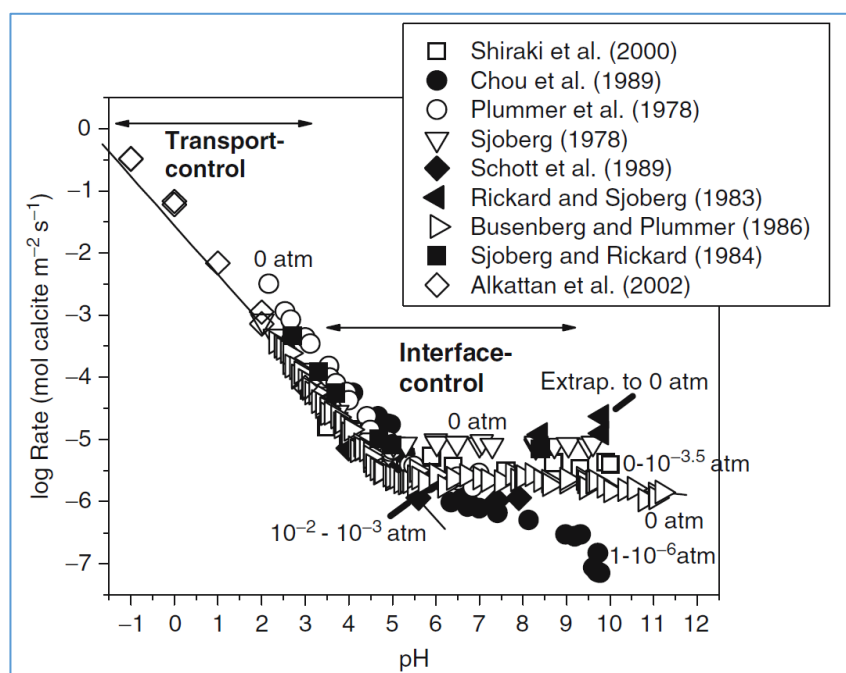 Shiraki et al. (2000)
Chou et al. (1989)
Plummer et al. (1978)
Sjoberg (1978)
Schott et al. (1989)
Rickard and Sjoberg (1983)
Busenberg and Plummer (1986)
Sjoberg and Rickard (1984)
Alkattan et al. (2002)
Transport-
control
0 atm
Interface-
control
Extrap. to 0 atm
0 atm
0-10⁻³·⁵ atm
10⁻² - 10⁻³ atm
0 atm
1-10⁻⁶ atm
log Rate (mol calcite m⁻² s⁻¹)
0
−1
−2
−3
−4
−5
−6
−7
−1 0 1 2 3 4 5 6 7 8 9 10 11 12
pH